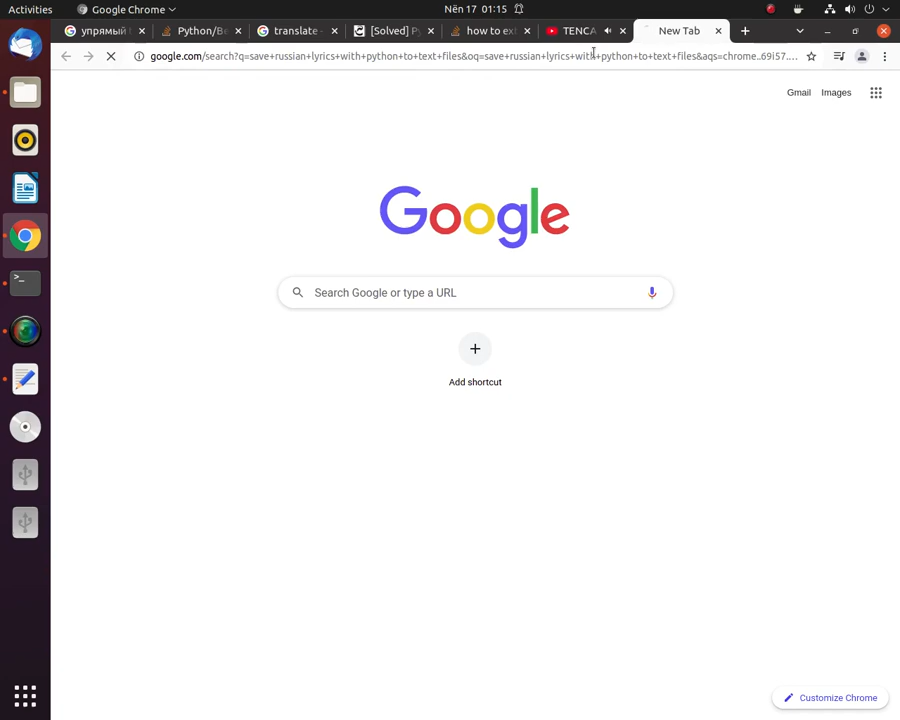 Activities
Google Chrome
Nën 17 01:15
упрямый
Python/Be
translate
[Solved] Py
how to ext
TENCA
New Tab
google.com/search?q=save+russian+lyrics+with+python+to+text+files&oq=save+russian+lyrics+with+python+to+text+files&aqs=chrome..69i57....
Gmail Images
Google
Search Google or type a URL
Add shortcut
Customize Chrome